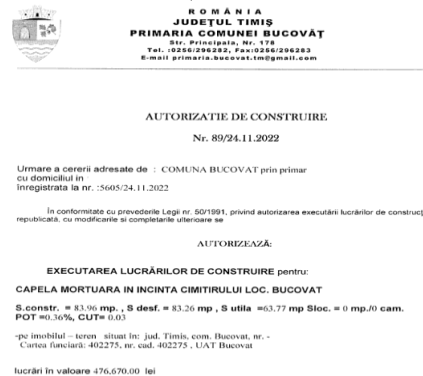 ROMÂNIA
JUDEŢUL TIMIŞ
PRIMARIA COMUNEI BUCOVĂŢ
Str. Principala, Nr. 178
Tel. :0256/296282, Fax:0256/296283
E-mail primaria.bucovat.tm@gmail.com
AUTORIZATIE DE CONSTRUIRE
Nr. 89/24.11.2022
Urmare a cererii adresate de : COMUNA BUCOVAT prin primar
cu domiciliul in
înregistrata la nr. :5605/24.11.2022
În conformitate cu prevederile Legii nr. 50/1991, privind autorizarea executării lucrărilor de construcţ
republicată, cu modificarile si completarile ulterioare se
AUTORIZEAZĂ:
EXECUTAREA LUCRĂRILOR DE CONSTRUIRE pentru:
CAPELA MORTUARA IN INCINTA CIMITIRULUI LOC. BUCOVAT
S.constr. = 83.96 mp. , S desf. = 83.26 mp , S utila =63.77 mp Sloc. = 0 mp./0 cam.
POT =0.36%, CUT= 0.03
-pe imobilul – teren situat în: jud. Timis, com. Bucovat, nr. -
Cartea funciară: 402275, nr. cad. 402275 , UAT Bucovat
lucrări în valoare 476,670.00 lei